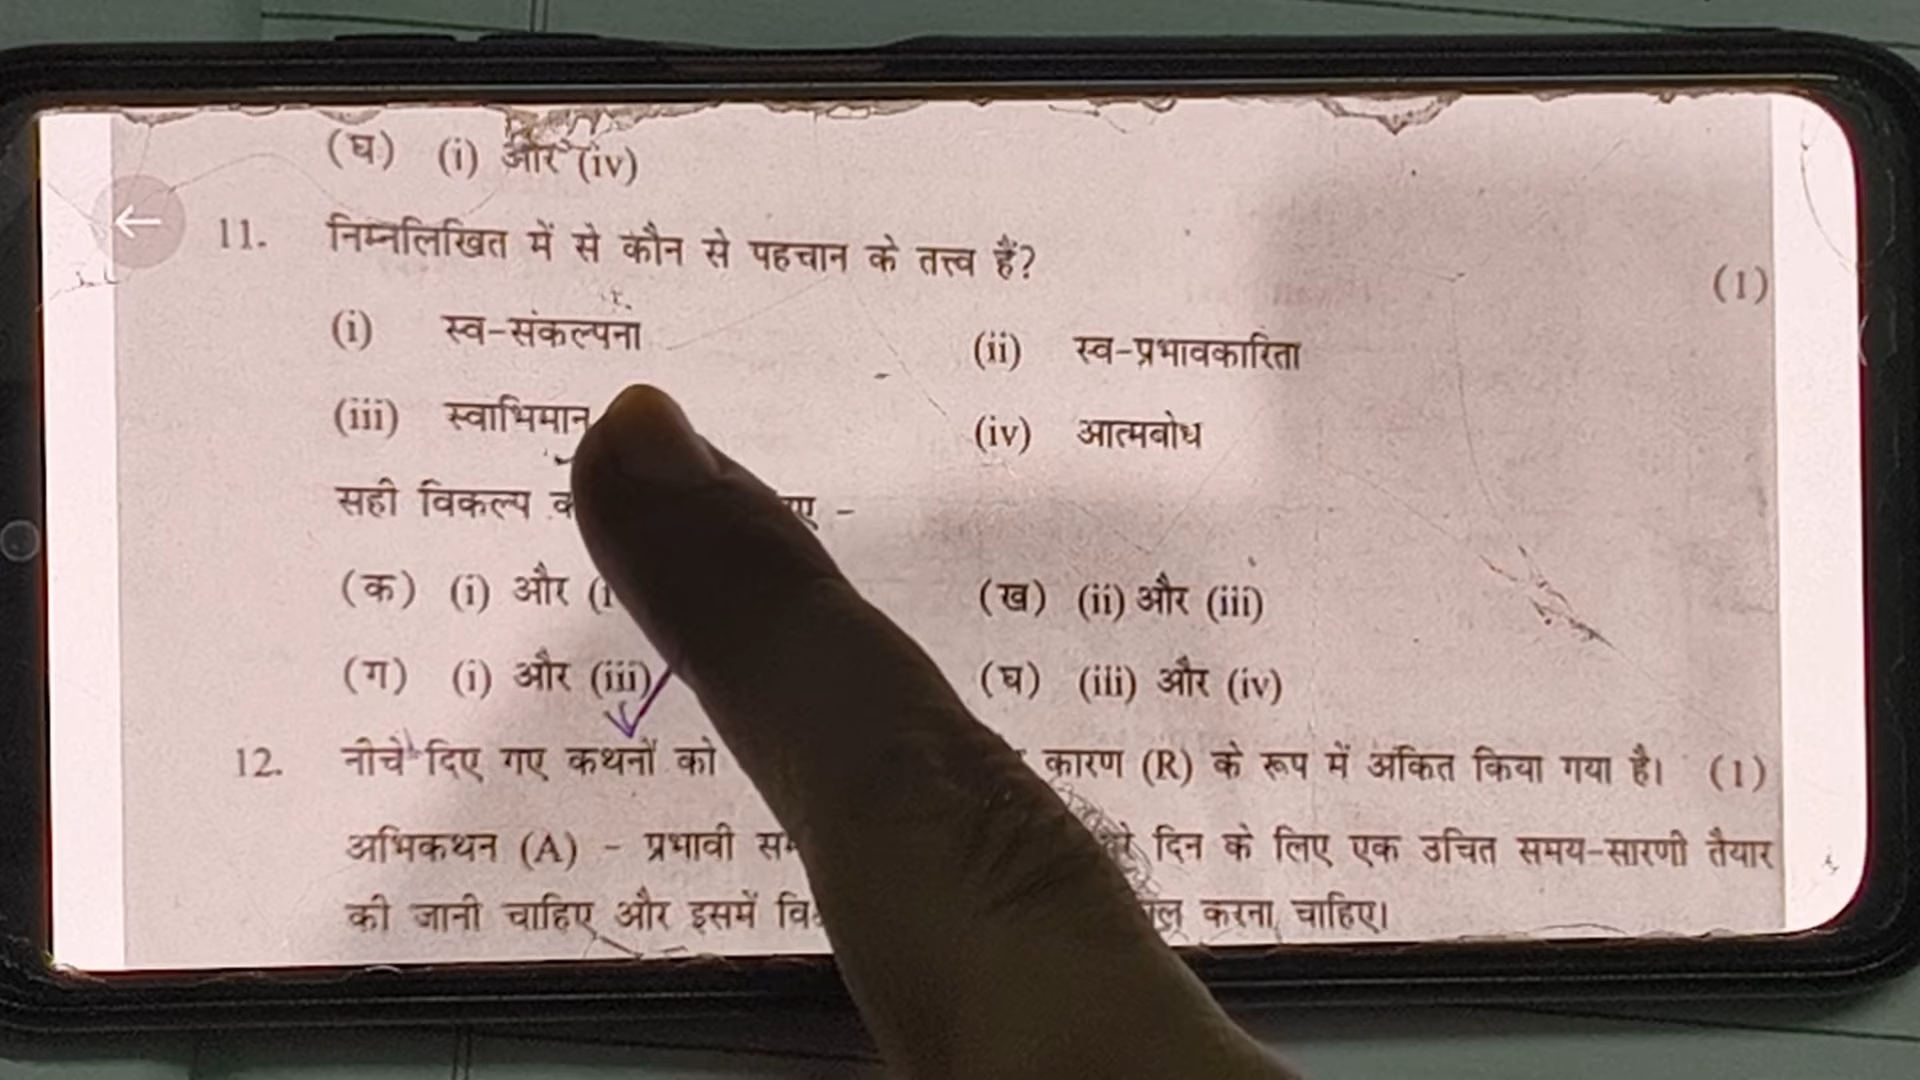 (घ) (i) और (iv)
11. निम्नलिखित में से कौन से पहचान के तत्त्व हैं? (1)
(i) स्व-संकल्पना (ii) स्व-प्रभावकारिता
(iii) स्वाभिमान (iv) आत्मबोध
सही विकल्प
(क) (i) और (ख) (ii) और (iii)
(ग) (i) और (iii) (घ) (iii) और (iv)
12. नीचे दिए गए कथनों को कारण (R) के रूप में अंकित किया गया है। (1)
अभिकथन (A) - प्रभावी दिन के लिए एक उचित समय-सारणी तैयार
की जानी चाहिए और इसमें करना चाहिए।